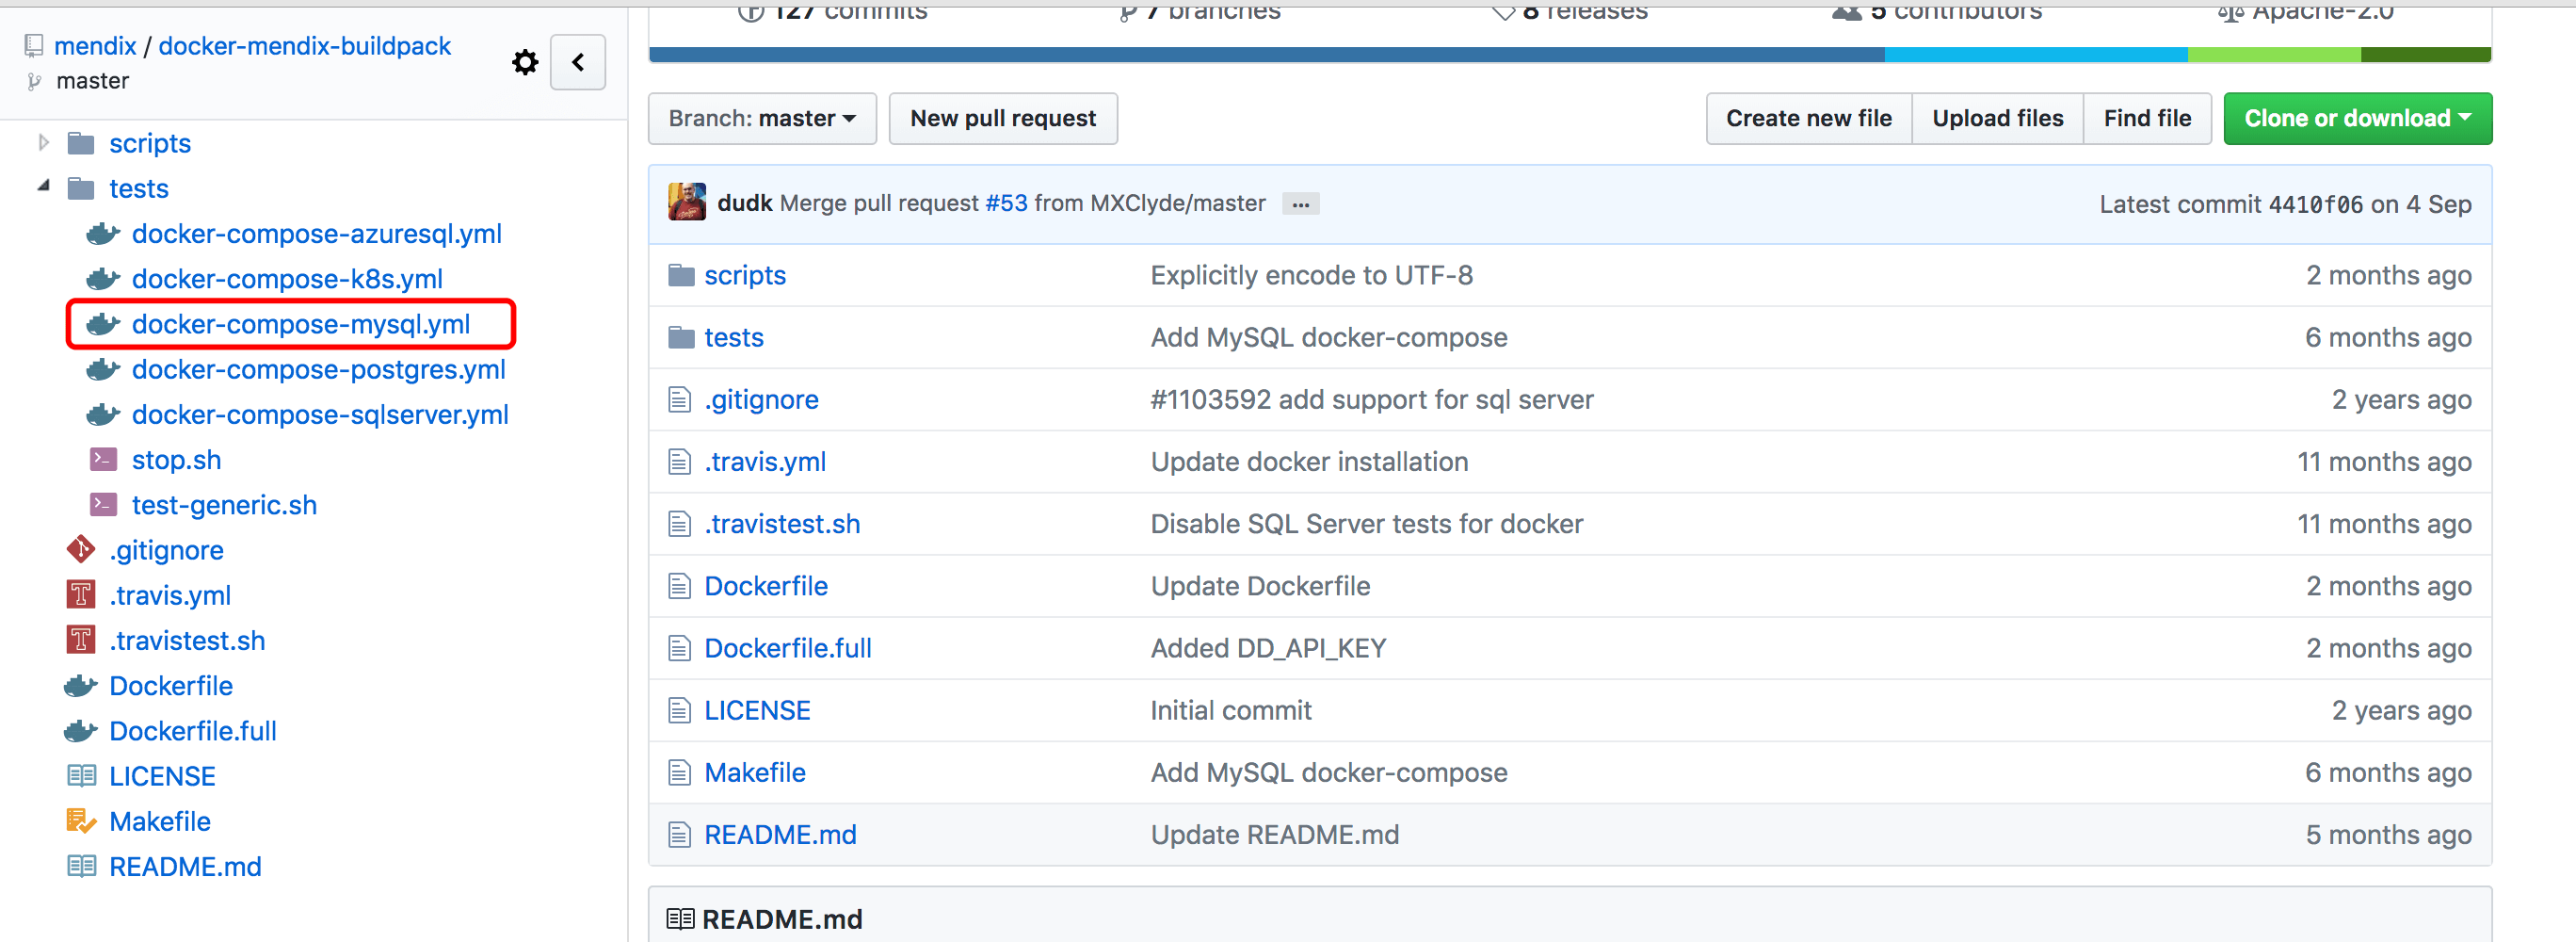 mendix / docker-mendix-buildpack
master
scripts
tests
docker-compose-azuresql.yml
docker-compose-k8s.yml
docker-compose-mysql.yml
docker-compose-postgres.yml
docker-compose-sqlserver.yml
stop.sh
test-generic.sh
.gitignore
.travis.yml
.travistest.sh
Dockerfile
Dockerfile.full
LICENSE
Makefile
README.md
127 commits 7 branches 8 releases 5 contributors Apache-2.0
Branch: master New pull request Create new file Upload files Find file Clone or download
dudk Merge pull request #53 from MXClyde/master ... Latest commit 4410f06 on 4 Sep
scripts Explicitly encode to UTF-8 2 months ago
tests Add MySQL docker-compose 6 months ago
.gitignore #1103592 add support for sql server 2 years ago
.travis.yml Update docker installation 11 months ago
.travistest.sh Disable SQL Server tests for docker 11 months ago
Dockerfile Update Dockerfile 2 months ago
Dockerfile.full Added DD_API_KEY 2 months ago
LICENSE Initial commit 2 years ago
Makefile Add MySQL docker-compose 6 months ago
README.md Update README.md 5 months ago
README.md